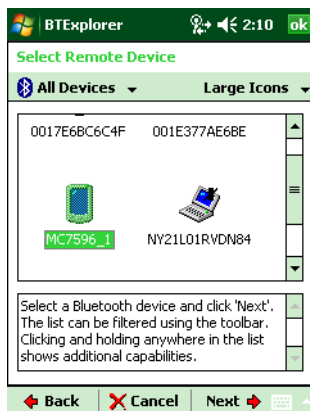 BTExplorer 2:10 ok
Select Remote Device
All Devices Large Icons
0017E6BC6C4F 001E377AE6BE
MC7596_1 NY21L01RVDN84
Select a Bluetooth device and click 'Next'.
The list can be filtered using the toolbar.
Clicking and holding anywhere in the list
shows additional capabilities.
Back Cancel Next